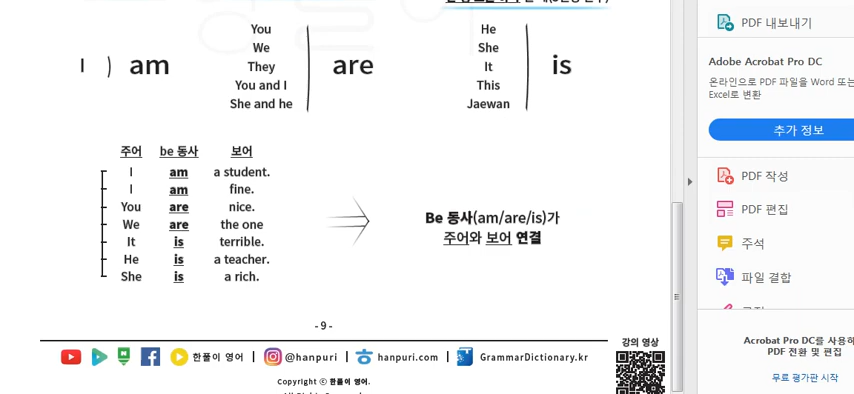 You
We
They
You and I
She and he
I ) am
are
He
She
It
This
Jaewan
is
주어 be 동사 보어
I am a student.
I am fine.
You are nice.
We are the one
It is terrible.
He is a teacher.
She is a rich.
Be 동사(am/are/is)가
주어와 보어 연결
- 9 -
한풀이 영어 | @hanpuri | hanpuri.com | GrammarDictionary.kr
Copyright ⓒ 한풀이 영어.
강의 영상
PDF 내보내기
Adobe Acrobat Pro DC
온라인으로 PDF 파일을 Word 또는
Excel로 변환
추가 정보
PDF 작성
PDF 편집
주석
파일 결합
Acrobat Pro DC를 사용하
PDF 전환 및 편집
무료 평가판 시작